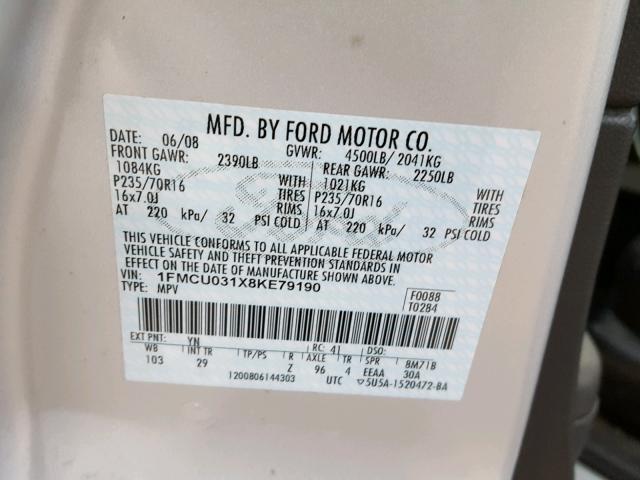 MFD. BY FORD MOTOR CO.
DATE: 06/08 GVWR: 4500LB/ 2041KG
FRONT GAWR: 2390LB REAR GAWR: 2250LB
1084KG WITH 1021KG WITH
P235/70R16 TIRES P235/70R16 TIRES
16x7.0J RIMS 16x7.0J RIMS
AT 220 kPa/ 32 PSI COLD AT 220 kPa/ 32 PSI COLD
THIS VEHICLE CONFORMS TO ALL APPLICABLE FEDERAL MOTOR
VEHICLE SAFETY AND THEFT PREVENTION STANDARDS IN
EFFECT ON THE DATE OF MANUFACTURE SHOWN ABOVE.
VIN: 1FMCU031X8KE79190
TYPE: MPV
F0088
T0284
EXT PNT: YN RC: 41 DSO:
WB INT TR TP/PS R AXLE TR SPR 8M71B
103 29 Z 96 4 EEAA 30A
1200806144303 UTC ▽5U5A-1520472-BA